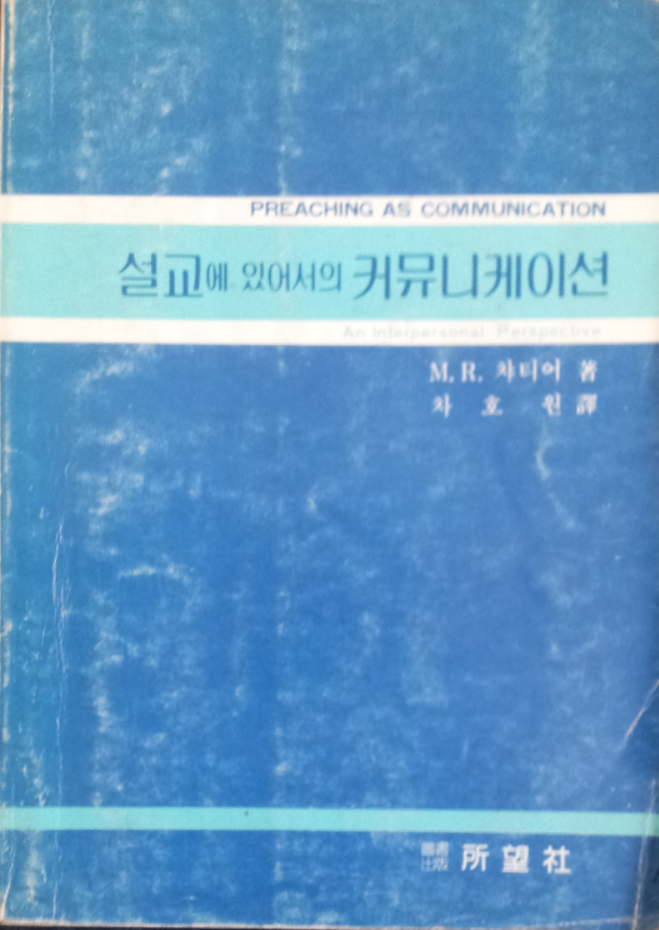 PREACHING AS COMMUNICATION
설교에 있어서의 커뮤니케이션
An Interpersonal Perspective
M. R. 챠티어 著
차 호 원 譯
圖書出版 所望社